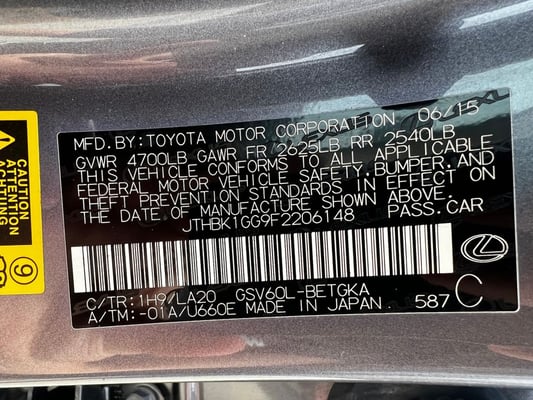 MFD.BY:TOYOTA MOTOR CORPORATION 06/15
GVWR 4700LB GAWR FR 2625LB RR 2540LB
THIS VEHICLE CONFORMS TO ALL APPLICABLE
FEDERAL MOTOR VEHICLE SAFETY,BUMPER,AND
THEFT PREVENTION STANDARDS IN EFFECT ON
THE DATE OF MANUFACTURE SHOWN ABOVE.
JTHBK1GG9F2206148 PASS.CAR
C/TR:1H9/LA20 GSV60L-BETGKA
A/TM:-01A/U660E MADE IN JAPAN. 587 C
CAUTION
ATTENTION
ACHTUNG
9